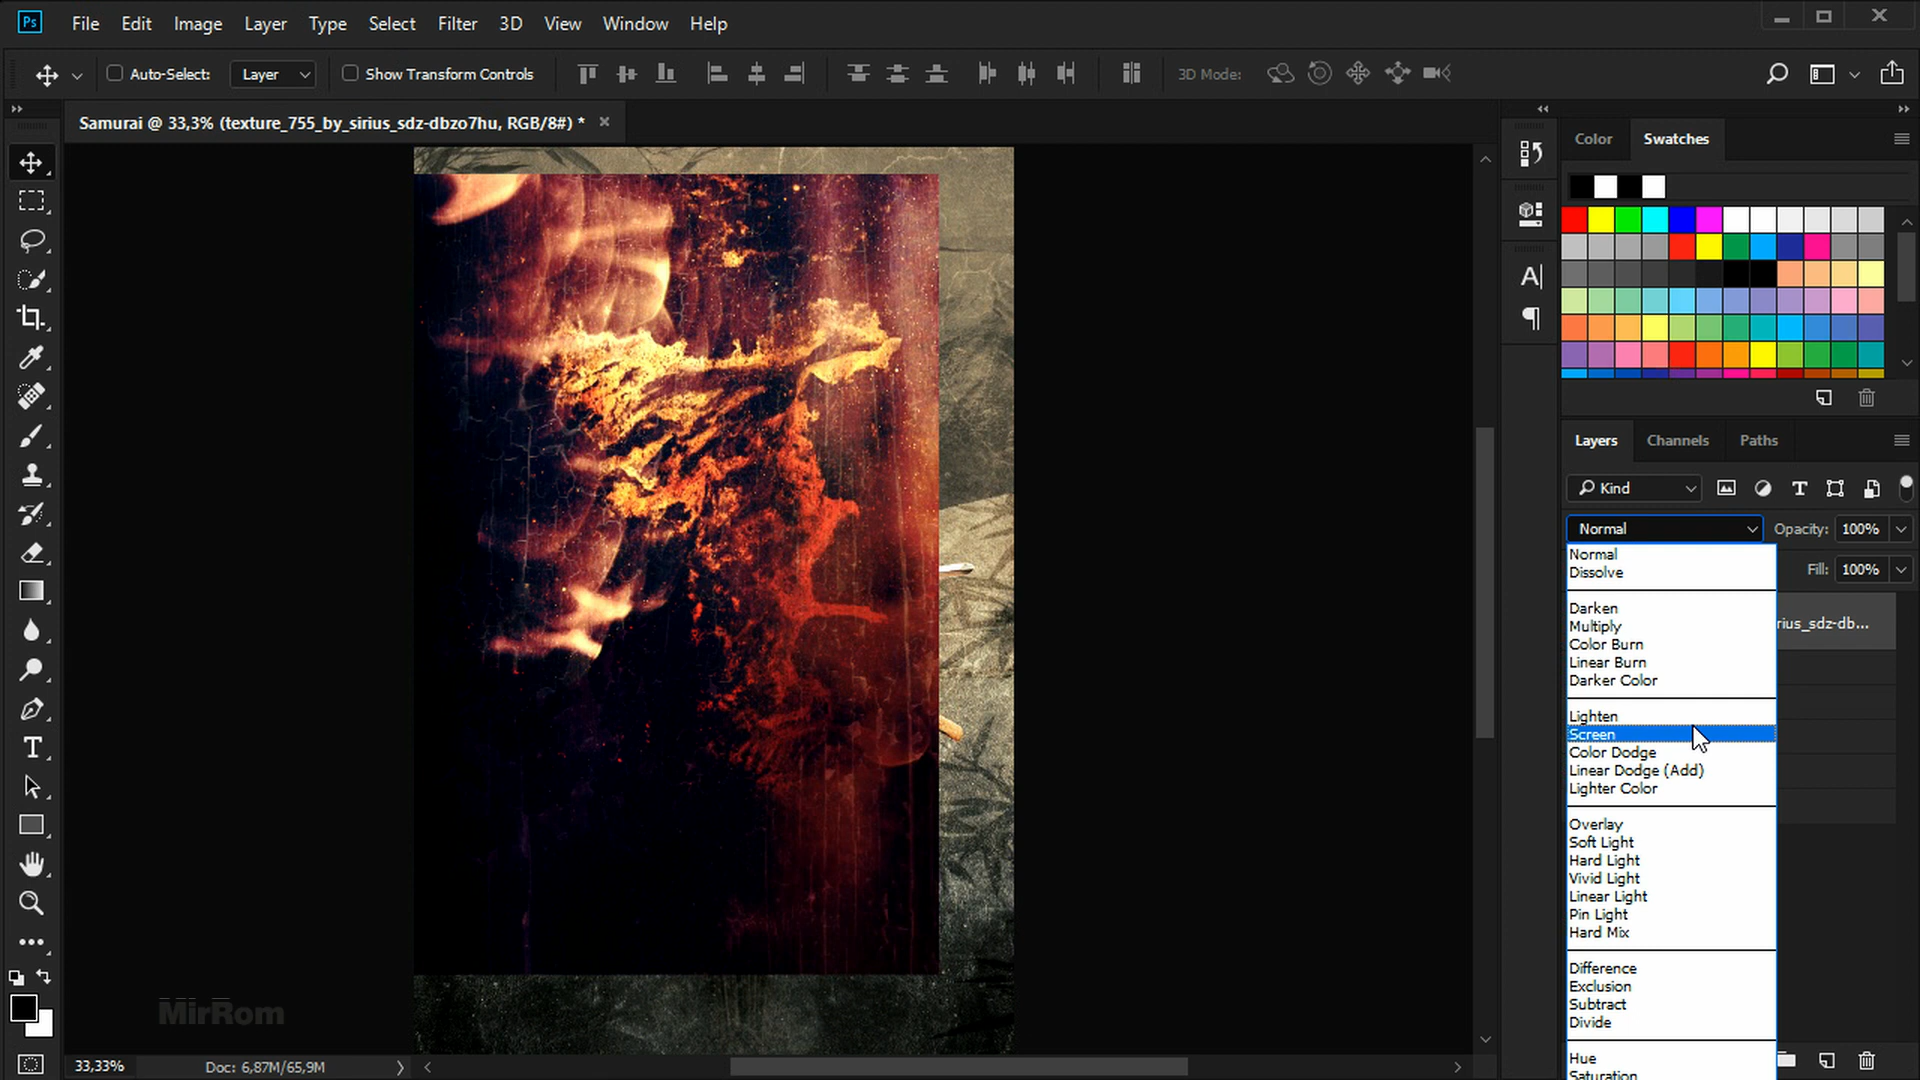 Ps File Edit Image Layer Type Select Filter 3D View Window Help
Auto-Select: Layer Show Transform Controls 3D Mode:
Samurai @ 33,3% (texture_755_by_sirius_sdz-dbzo7hu, RGB/8#) *
Color Swatches
Layers Channels Paths
Kind
Normal Opacity: 100%
Fill: 100%
Normal
Dissolve
Darken
Multiply
Color Burn
Linear Burn
Darker Color
Lighten
Screen
Color Dodge
Linear Dodge (Add)
Lighter Color
Overlay
Soft Light
Hard Light
Vivid Light
Linear Light
Pin Light
Hard Mix
Difference
Exclusion
Subtract
Divide
Hue
Saturation
rius_sdz-db...
MirRom
33,33% Doc: 6,87M/65,9M